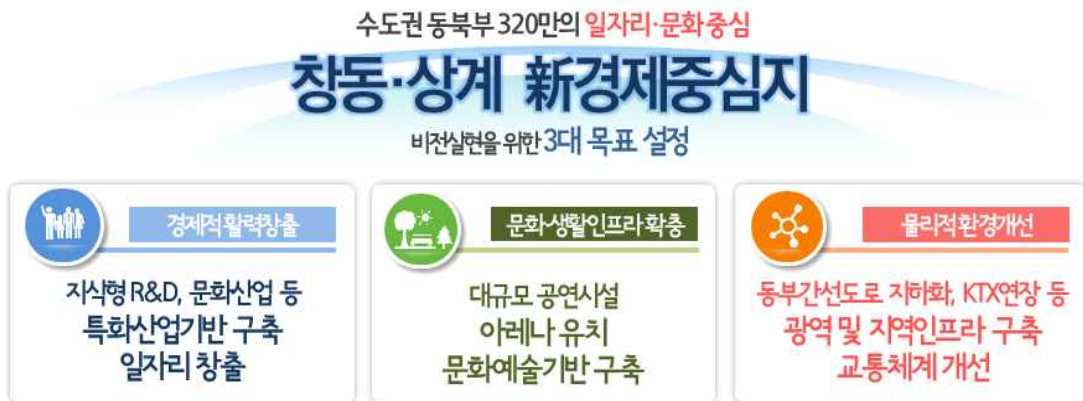 수도권 동북부 320만의 일자리·문화 중심
창동·상계 新경제중심지
비전실현을 위한 3대 목표 설정
경제적 활력창출
지식형 R&D, 문화산업 등
특화산업기반 구축
일자리 창출
문화·생활인프라 확충
대규모 공연시설
아레나 유치
문화예술기반 구축
물리적 환경개선
동부간선도로 지하화, KTX연장 등
광역 및 지역인프라 구축
교통체계 개선